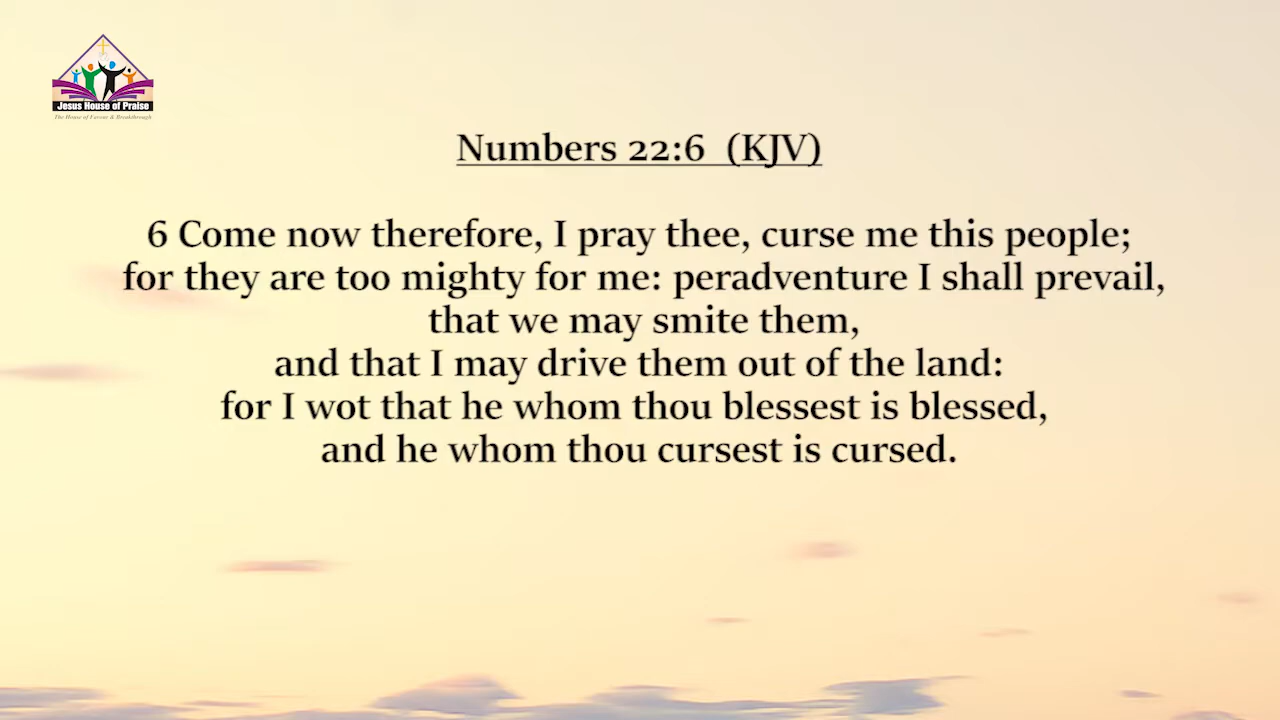 Jesus House of Praise
The House of Favour & Breakthrough
Numbers 22:6 (KJV)
6 Come now therefore, I pray thee, curse me this people;
for they are too mighty for me: peradventure I shall prevail,
that we may smite them,
and that I may drive them out of the land:
for I wot that he whom thou blessest is blessed,
and he whom thou cursest is cursed.